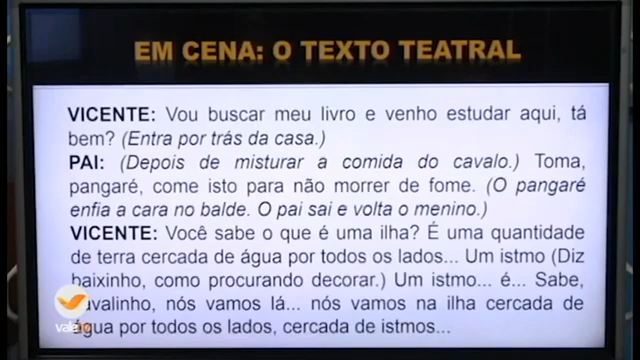 EM CENA: O TEXTO TEATRAL
VICENTE: Vou buscar meu livro e venho estudar aqui, tá
bem? (Entra por trás da casa.)
PAI: (Depois de misturar a comida do cavalo.) Toma,
pangaré, come isto para não morrer de fome. (O pangaré
enfia a cara no balde. O pai sai e volta o menino.)
VICENTE: Você sabe o que é uma ilha? É uma quantidade
de terra cercada de água por todos os lados... Um istmo (Diz
baixinho, como procurando decorar.) Um istmo... é... Sabe,
cavalinho, nós vamos lá... nós vamos na ilha cercada de
água por todos os lados, cercada de istmos...
vale